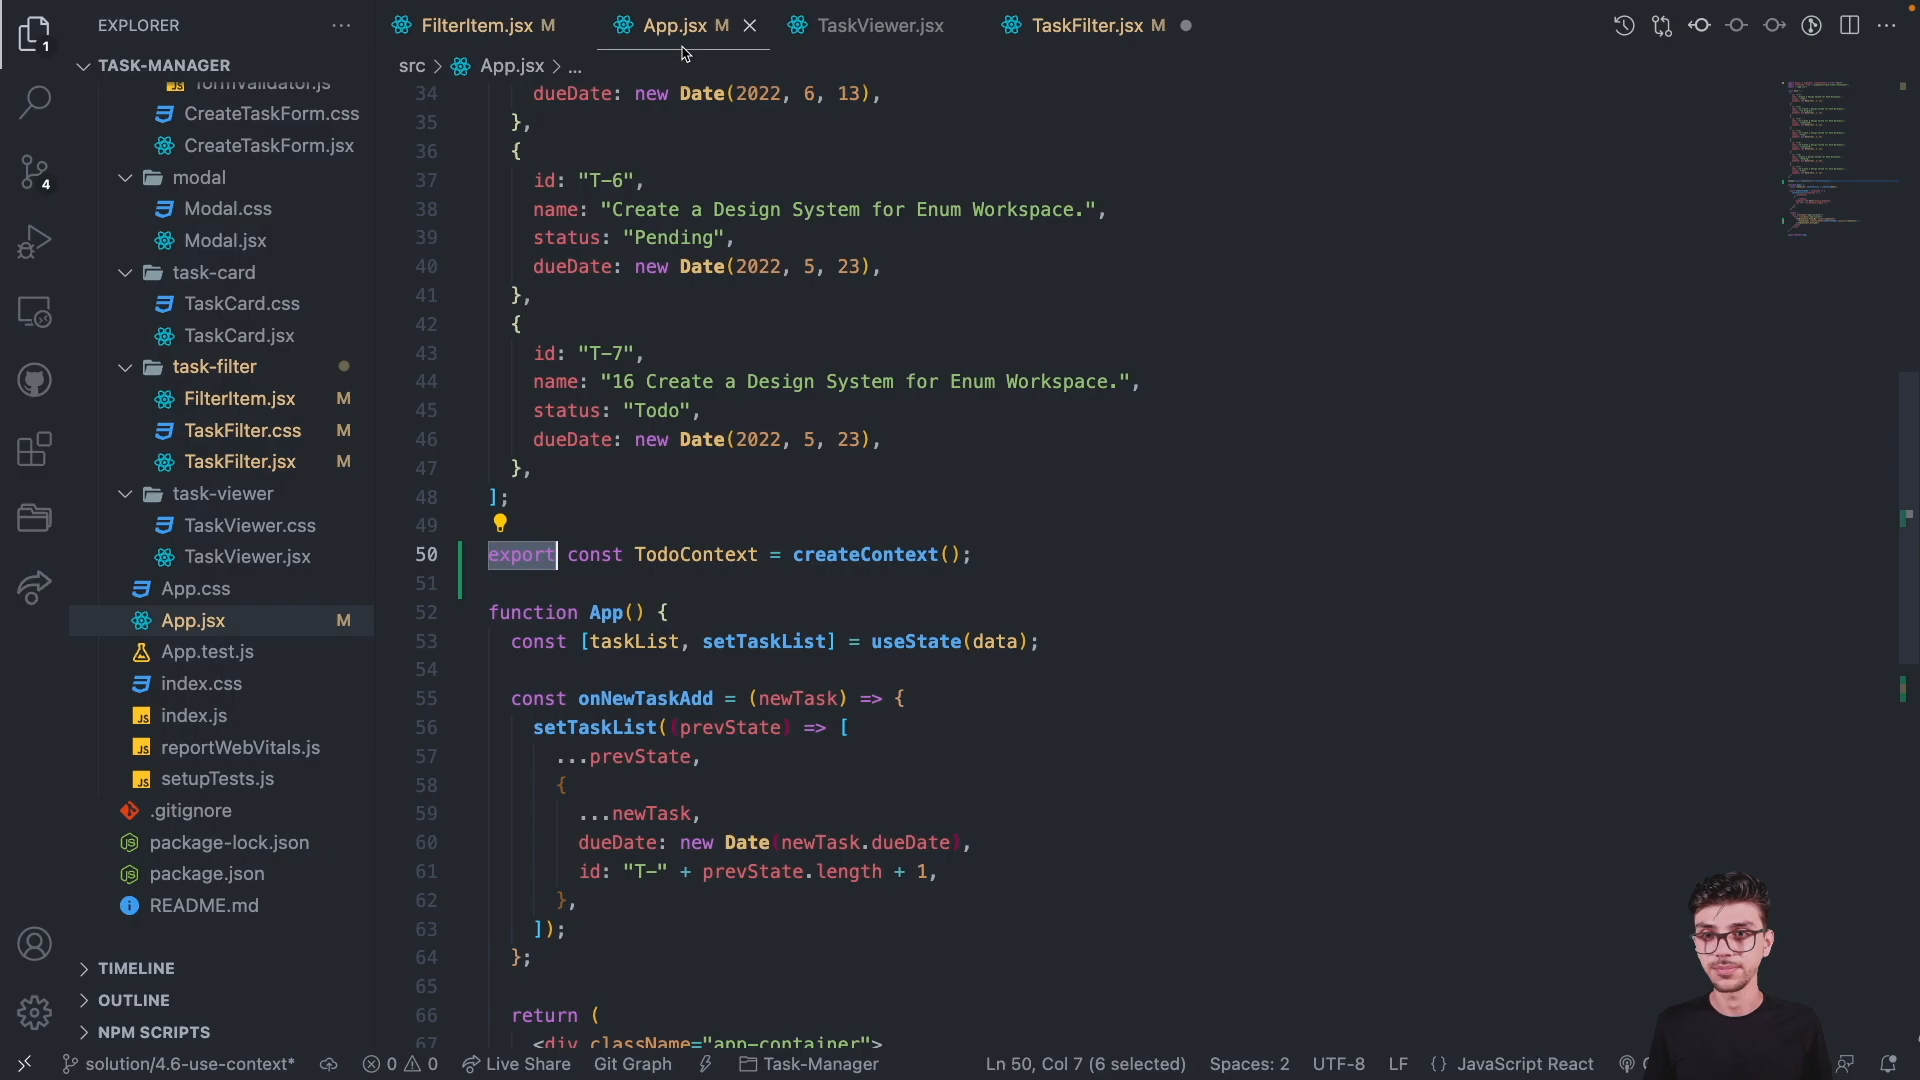 EXPLORER
TASK-MANAGER
formValidator.js
CreateTaskForm.css
CreateTaskForm.jsx
modal
Modal.css
Modal.jsx
task-card
TaskCard.css
TaskCard.jsx
task-filter
FilterItem.jsx M
TaskFilter.css M
TaskFilter.jsx M
task-viewer
TaskViewer.css
TaskViewer.jsx
App.css
App.jsx M
App.test.js
index.css
index.js
reportWebVitals.js
setupTests.js
.gitignore
package-lock.json
package.json
README.md
TIMELINE
OUTLINE
NPM SCRIPTS
1
4
FilterItem.jsx M
App.jsx M
TaskViewer.jsx
TaskFilter.jsx M
src > App.jsx > ...
34 dueDate: new Date(2022, 6, 13),
35 },
36 {
37 id: "T-6",
38 name: "Create a Design System for Enum Workspace.",
39 status: "Pending",
40 dueDate: new Date(2022, 5, 23),
41 },
42 {
43 id: "T-7",
44 name: "16 Create a Design System for Enum Workspace.",
45 status: "Todo",
46 dueDate: new Date(2022, 5, 23),
47 },
48 ];
49
50 export const TodoContext = createContext();
51
52 function App() {
53 const [taskList, setTaskList] = useState(data);
54
55 const onNewTaskAdd = (newTask) => {
56 setTaskList((prevState) => [
57 ...prevState,
58 {
59 ...newTask,
60 dueDate: new Date(newTask.dueDate),
61 id: "T-" + prevState.length + 1,
62 },
63 ]);
64 };
65
66 return (
67 <div className="app-container">
solution/4.6-use-context* 0 0 Live Share Git Graph Task-Manager Ln 50, Col 7 (6 selected) Spaces: 2 UTF-8 LF {} JavaScript React